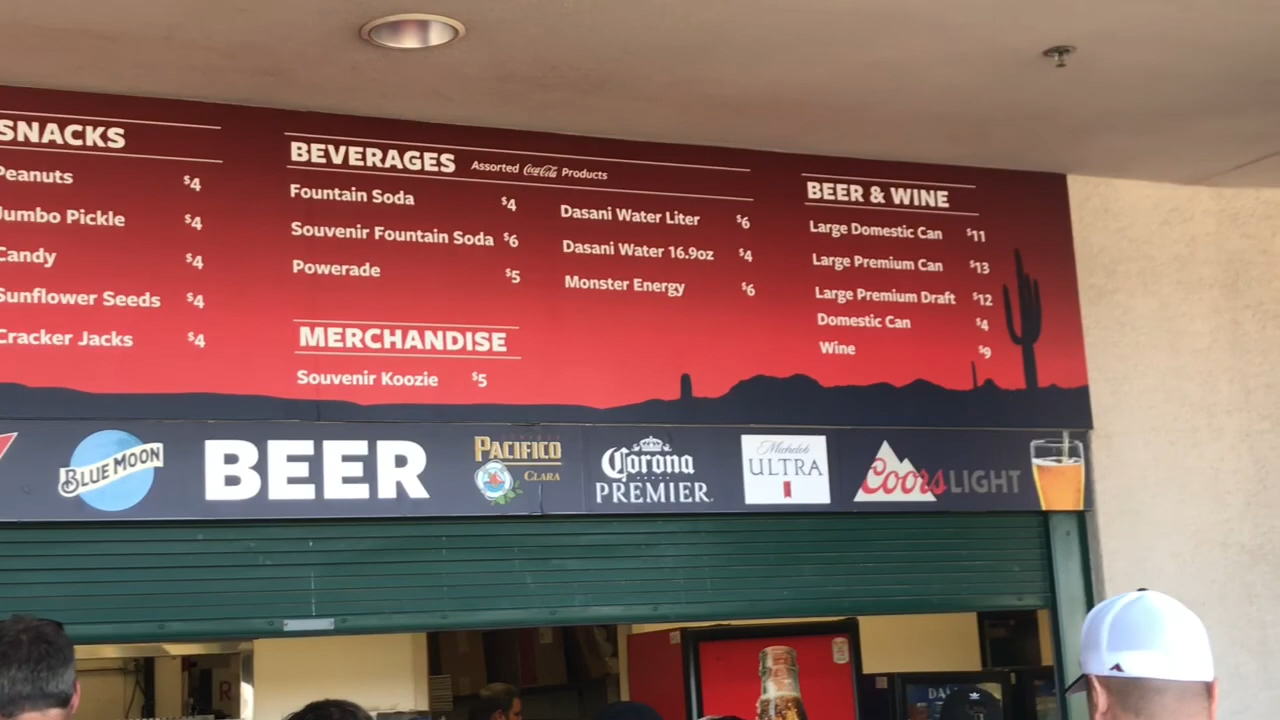 SNACKS
Peanuts $4
Jumbo Pickle $4
Candy $4
Sunflower Seeds $4
Cracker Jacks $4
BEVERAGES Assorted Coca-Cola Products
Fountain Soda $4
Souvenir Fountain Soda $6
Powerade $5
Dasani Water Liter $6
Dasani Water 16.9oz $4
Monster Energy $6
MERCHANDISE
Souvenir Koozie $5
BEER & WINE
Large Domestic Can $11
Large Premium Can $13
Large Premium Draft $12
Domestic Can $4
Wine $9
BLUE MOON
BEER
PACIFICO
CLARA
Corona
PREMIER
Michelob
ULTRA
Coors LIGHT
R
DAS